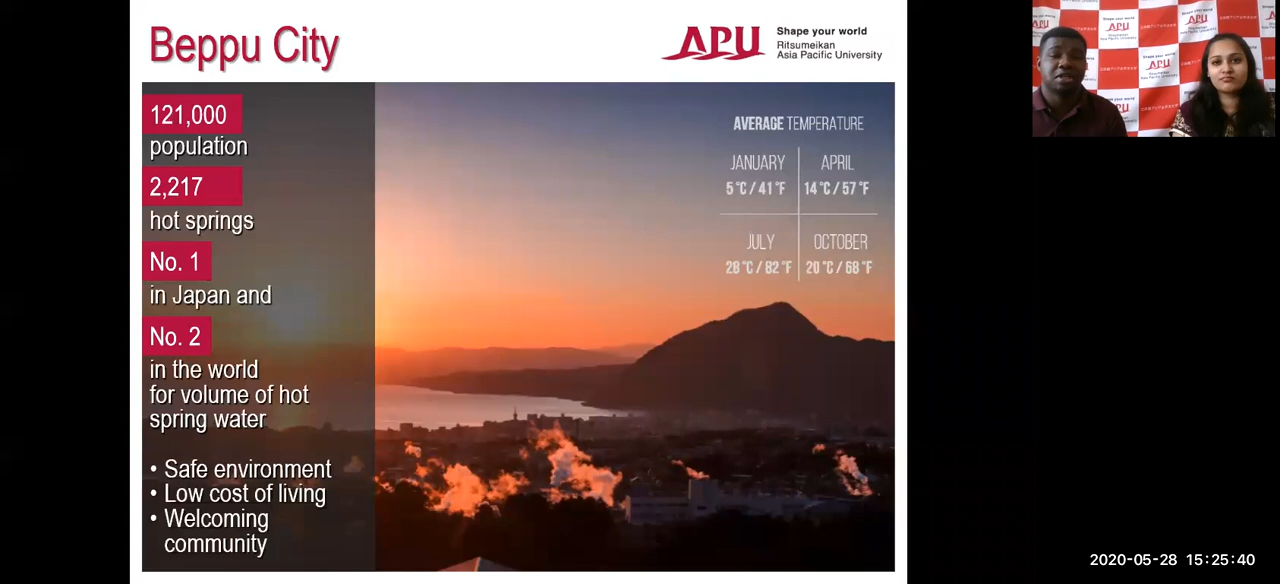 Beppu City
APU
Shape your world
Ritsumeikan
Asia Pacific University
121,000
population
2,217
hot springs
No. 1
in Japan and
No. 2
in the world
for volume of hot
spring water
• Safe environment
• Low cost of living
• Welcoming
community
AVERAGE TEMPERATURE
JANUARY
5 °C / 41 °F
APRIL
14 °C / 57 °F
JULY
28 °C / 82 °F
OCTOBER
20 °C / 68 °F
2020-05-28 15:25:40